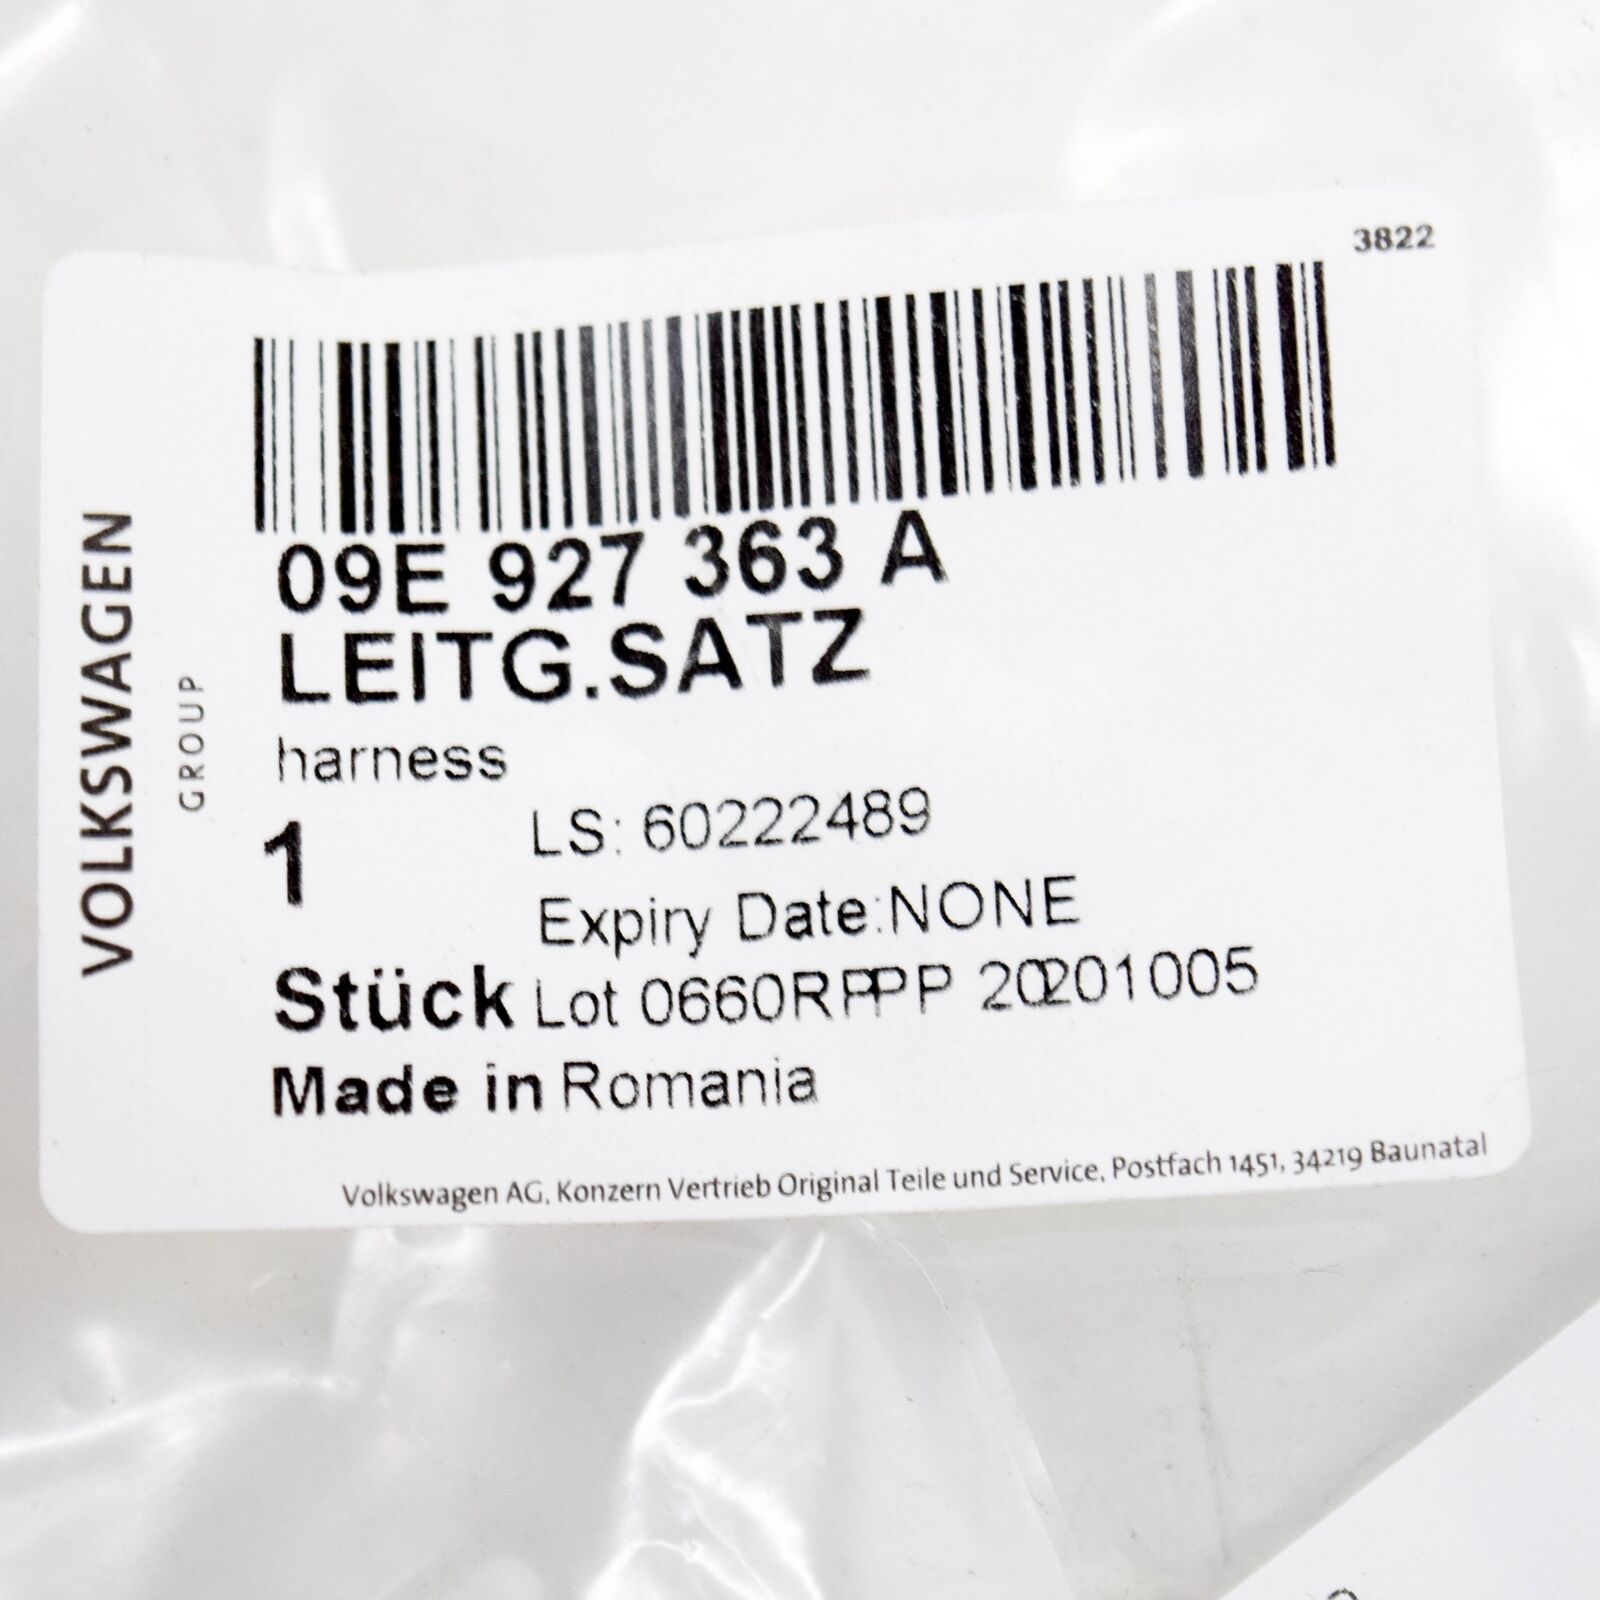 3822
VOLKSWAGEN
GROUP
09E 927 363 A
LEITG.SATZ
harness
1
LS: 60222489
Expiry Date:NONE
Stück Lot 0660RPPP 20201005
Made in Romania
Volkswagen AG, Konzern Vertrieb Original Teile und Service, Postfach 1451, 34219 Baunatal